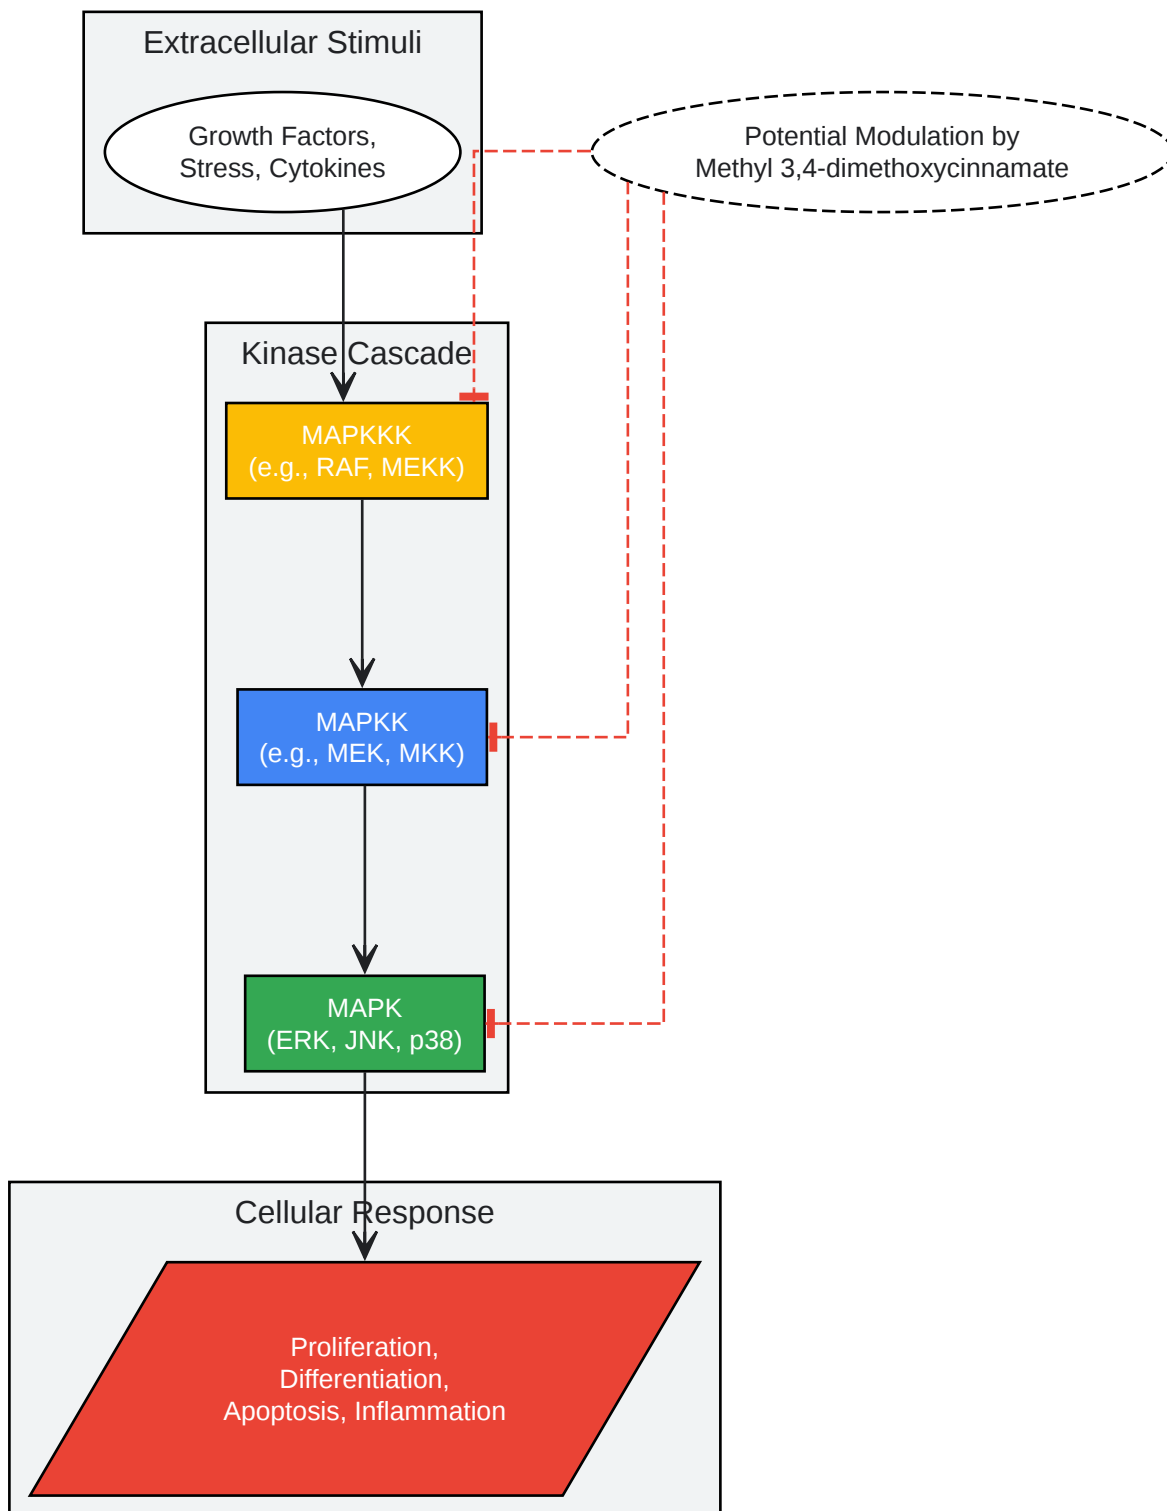 Extracellular Stimuli
Growth Factors,
Stress, Cytokines
Potential Modulation by
Methyl 3,4-dimethoxycinnamate
Kinase Cascade
MAPKKK
(e.g., RAF, MEKK)
MAPKK
(e.g., MEK, MKK)
MAPK
(ERK, JNK, p38)
Cellular Response
Proliferation,
Differentiation,
Apoptosis, Inflammation